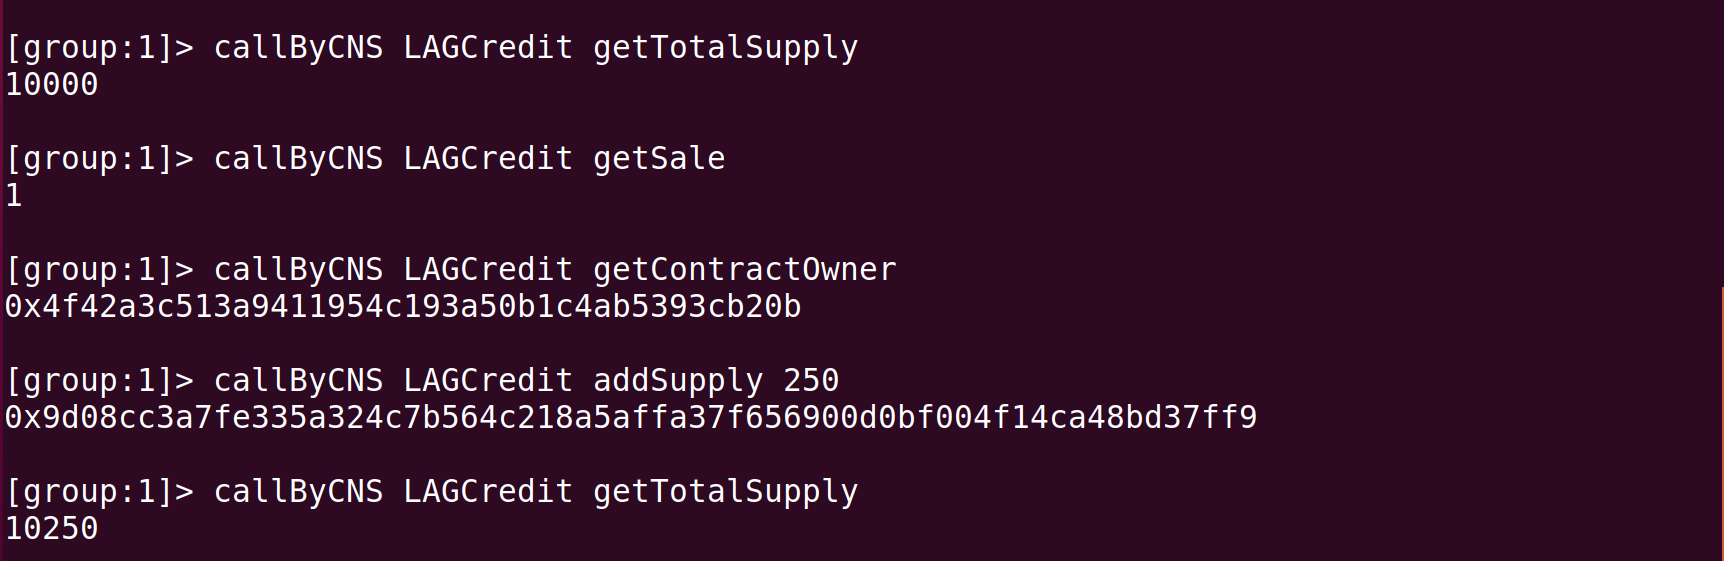 [group:1]> callByCNS LAGCredit getTotalSupply
10000
[group:1]> callByCNS LAGCredit getSale
1
[group:1]> callByCNS LAGCredit getContractOwner
0x4f42a3c513a9411954c193a50b1c4ab5393cb20b
[group:1]> callByCNS LAGCredit addSupply 250
0x9d08cc3a7fe335a324c7b564c218a5affa37f656900d0bf004f14ca48bd37ff9
[group:1]> callByCNS LAGCredit getTotalSupply
10250